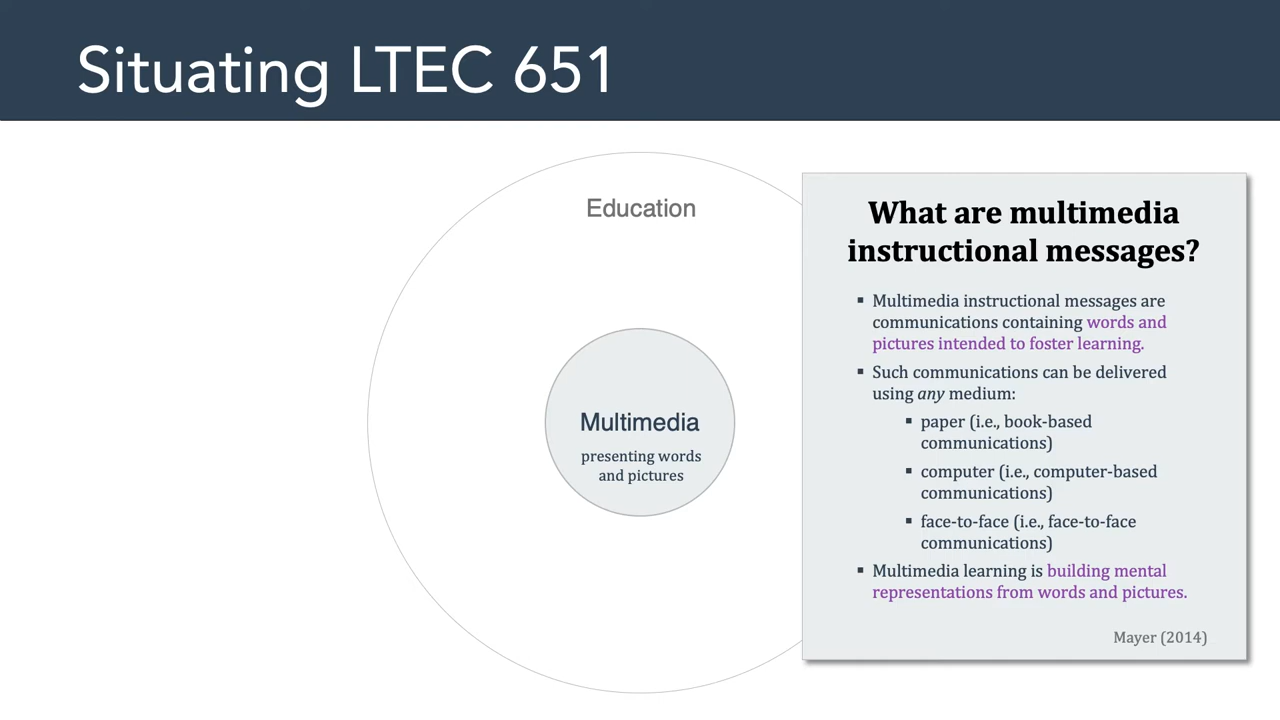 Situating LTEC 651
Education
Multimedia
presenting words
and pictures
What are multimedia
instructional messages?
▪ Multimedia instructional messages are
communications containing words and
pictures intended to foster learning.
▪ Such communications can be delivered
using any medium:
▪ paper (i.e., book-based
communications)
▪ computer (i.e., computer-based
communications)
▪ face-to-face (i.e., face-to-face
communications)
▪ Multimedia learning is building mental
representations from words and pictures.
Mayer (2014)